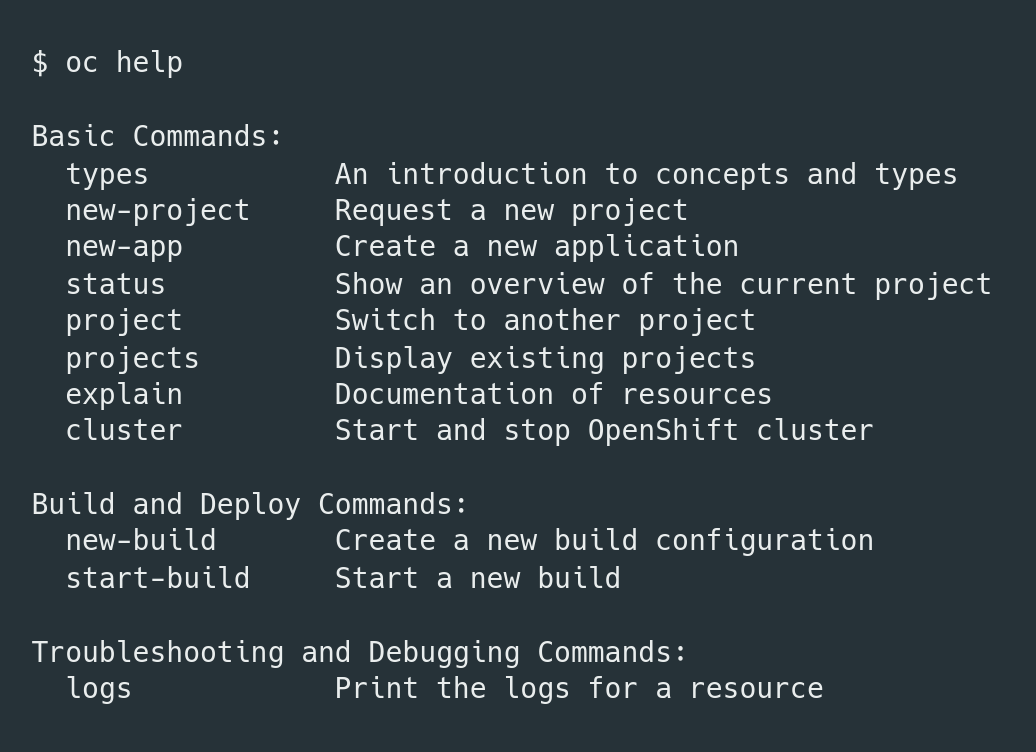 $ oc help
Basic Commands:
types An introduction to concepts and types
new-project Request a new project
new-app Create a new application
status Show an overview of the current project
project Switch to another project
projects Display existing projects
explain Documentation of resources
cluster Start and stop OpenShift cluster
Build and Deploy Commands:
new-build Create a new build configuration
start-build Start a new build
Troubleshooting and Debugging Commands:
logs Print the logs for a resource